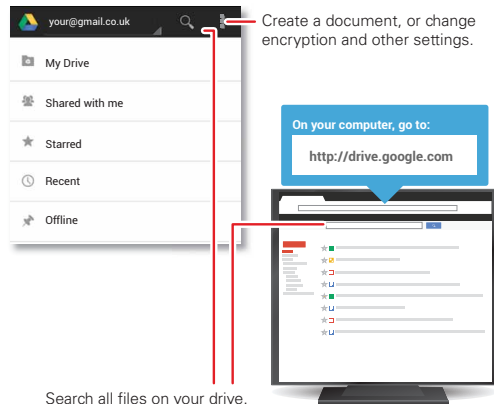 your@gmail.co.uk
Create a document, or change
encryption and other settings.
My Drive
Shared with me
Starred
Recent
Offline
On your computer, go to:
http://drive.google.com
Search all files on your drive.